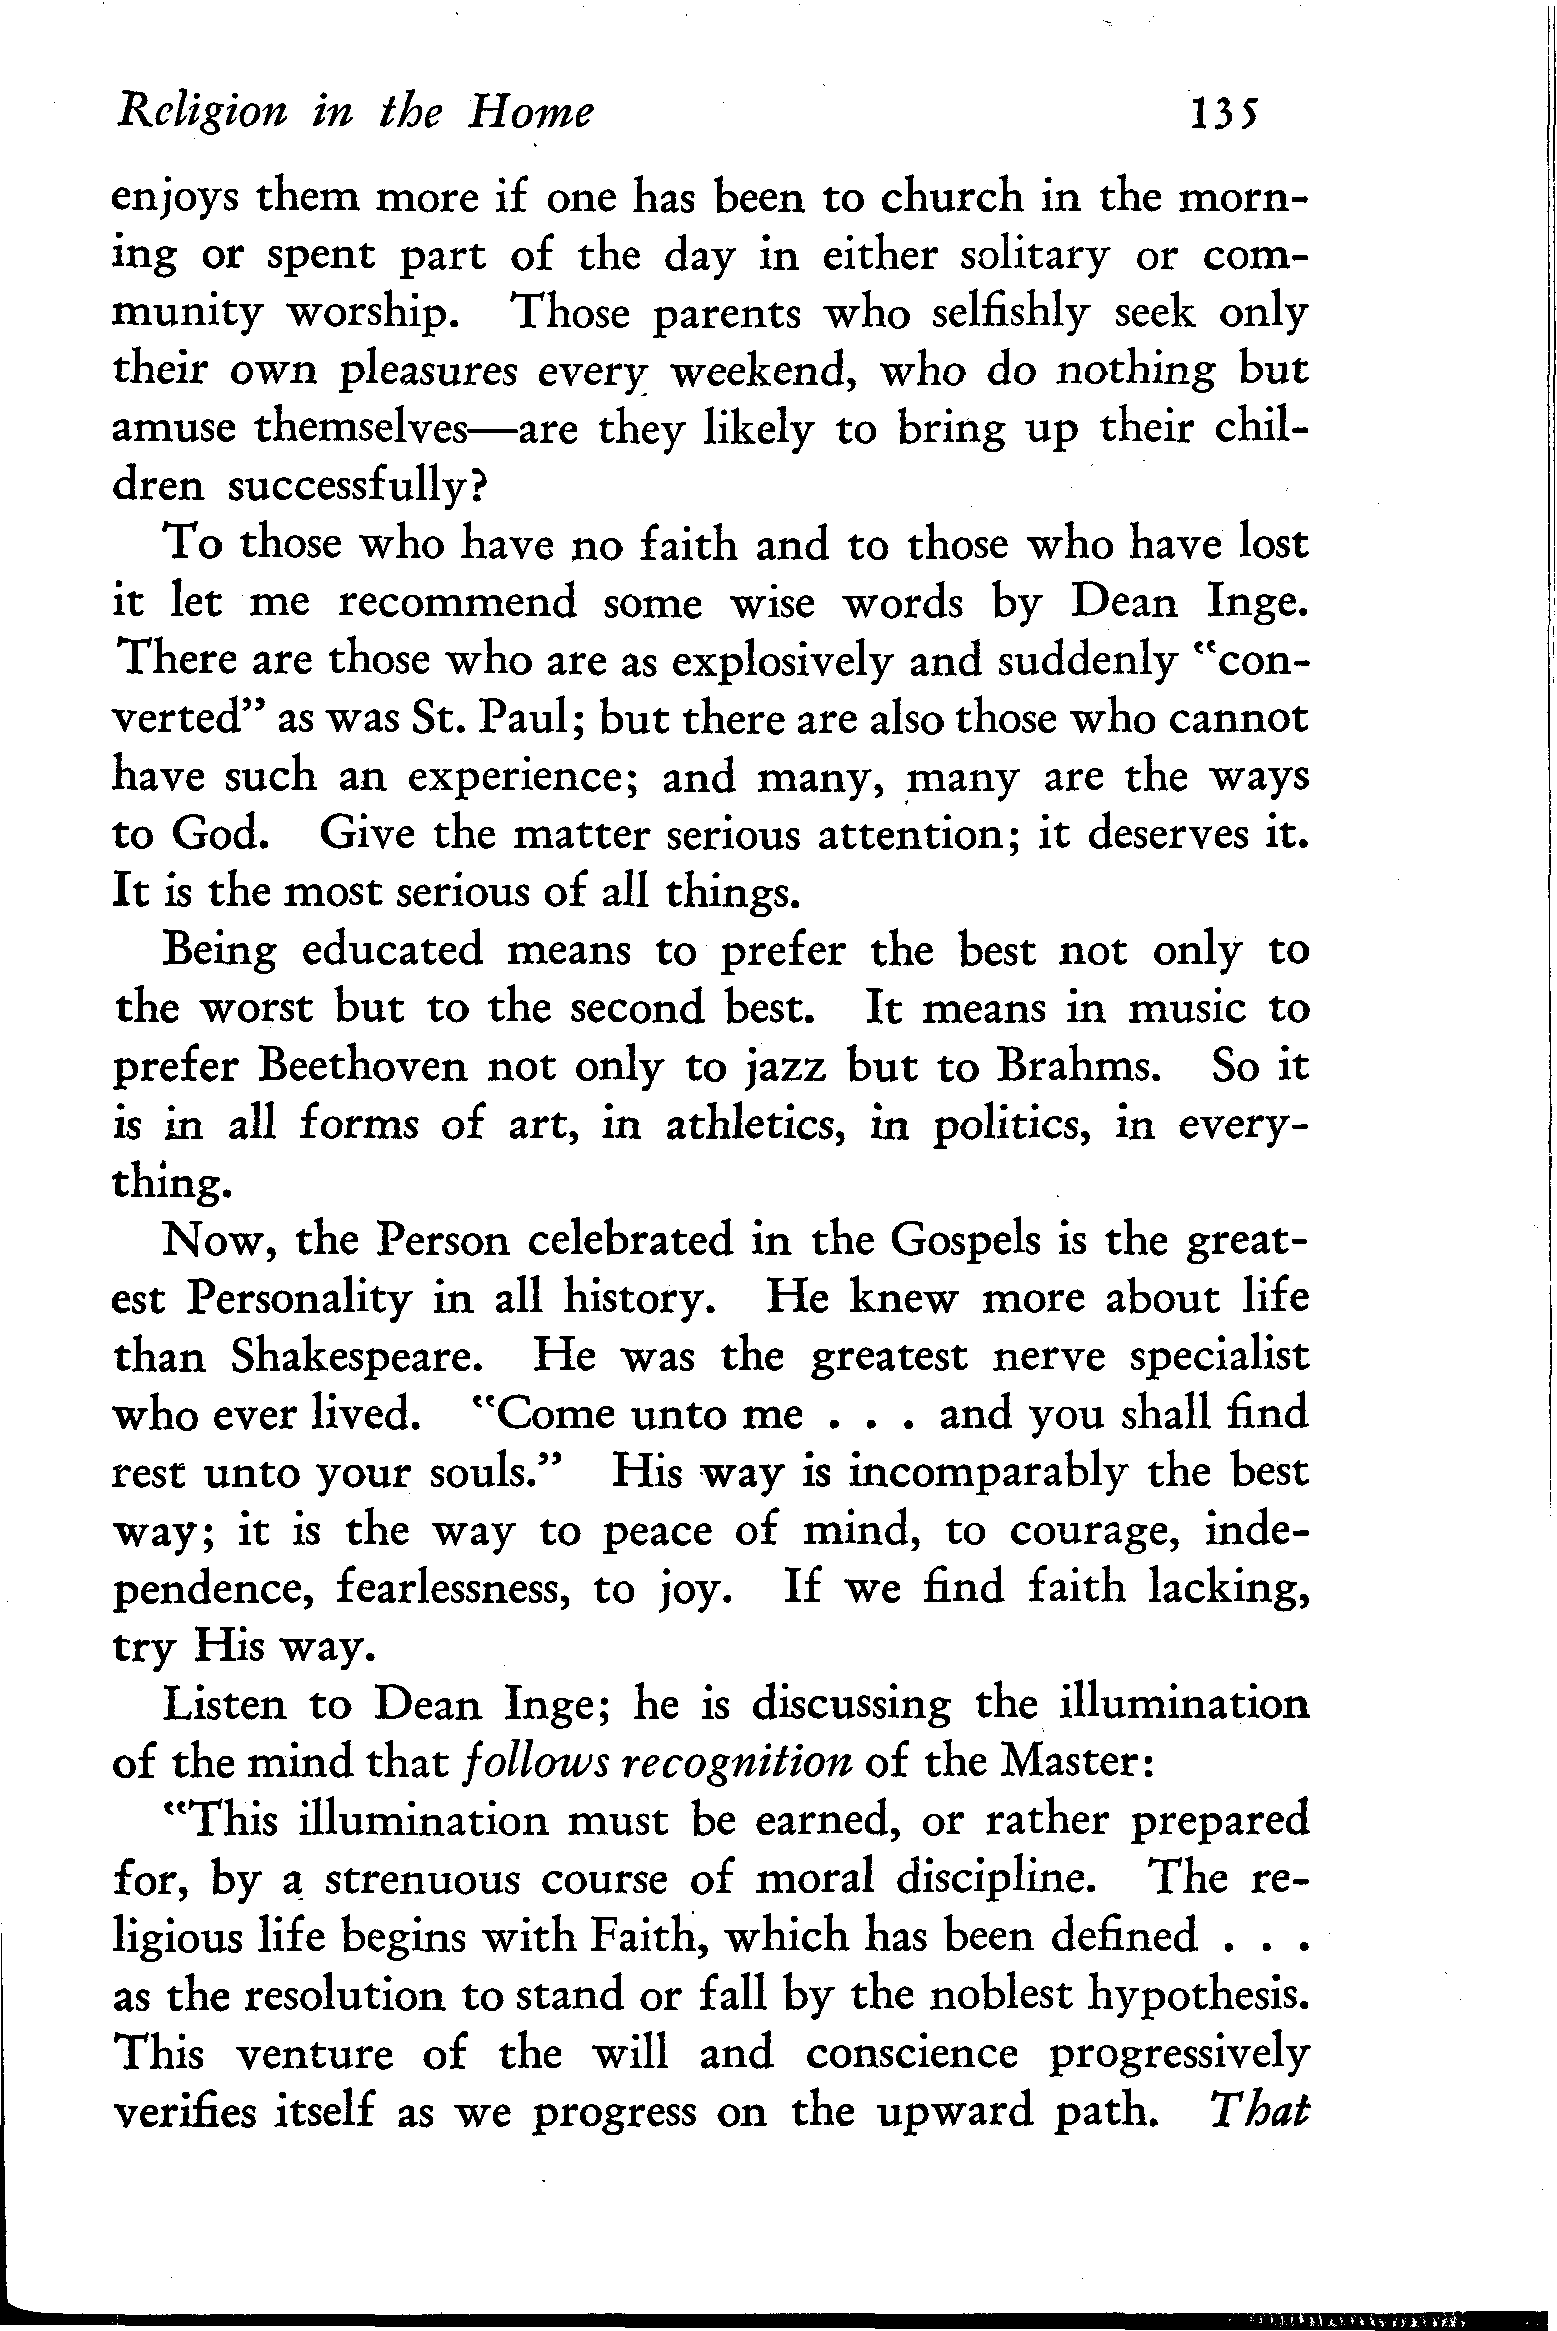 Religion in the Home 135
enjoys them more if one has been to church in the morn-
ing or spent part of the day in either solitary or com-
munity worship. Those parents who selfishly seek only
their own pleasures every weekend, who do nothing but
amuse themselves—are they likely to bring up their chil-
dren successfully?
To those who have no faith and to those who have lost
it let me recommend some wise words by Dean Inge.
There are those who are as explosively and suddenly "con-
verted" as was St. Paul; but there are also those who cannot
have such an experience; and many, many are the ways
to God. Give the matter serious attention; it deserves it.
It is the most serious of all things.
Being educated means to prefer the best not only to
the worst but to the second best. It means in music to
prefer Beethoven not only to jazz but to Brahms. So it
is in all forms of art, in athletics, in politics, in every-
thing.
Now, the Person celebrated in the Gospels is the great-
est Personality in all history. He knew more about life
than Shakespeare. He was the greatest nerve specialist
who ever lived. "Come unto me . . . and you shall find
rest unto your souls." His way is incomparably the best
way; it is the way to peace of mind, to courage, inde-
pendence, fearlessness, to joy. If we find faith lacking,
try His way.
Listen to Dean Inge; he is discussing the illumination
of the mind that follows recognition of the Master:
"This illumination must be earned, or rather prepared
for, by a strenuous course of moral discipline. The re-
ligious life begins with Faith, which has been defined . . .
as the resolution to stand or fall by the noblest hypothesis.
This venture of the will and conscience progressively
verifies itself as we progress on the upward path. That